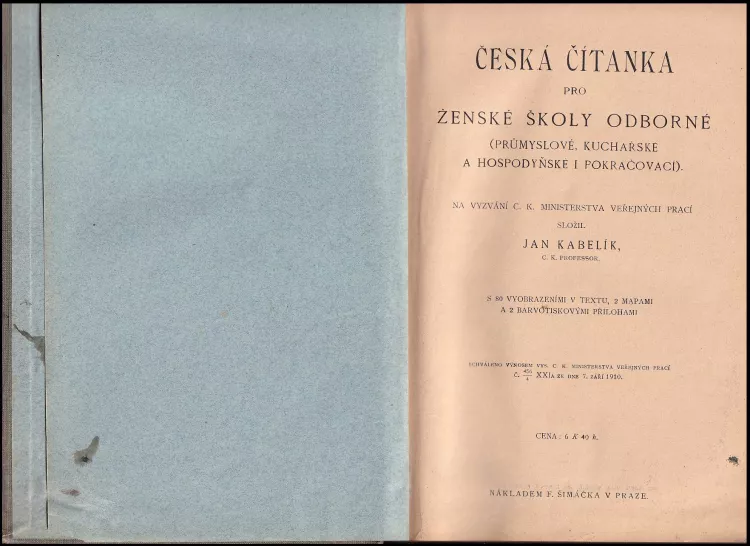 ČESKÁ ČÍTANKA
PRO
ŽENSKÉ ŠKOLY ODBORNÉ
(PRŮMYSLOVÉ, KUCHAŘSKE
A HOSPODYŇSKE I POKRAČOVACÍ).
NA VYZVÁNÍ C. K. MINISTERSTVA VEŘEJNÝCH PRACÍ
SLOŽIL
JAN KABELÍK,
C. K. PROFESSOR.
S 80 VYOBRAZENÍMI V TEXTU, 2 MAPAMI
A 2 BARVOTISKOVÝMI PŘÍLOHAMI
SCHVÁLENO VÝNOSEM VYS. C. K. MINISTERSTVA VEŘEJNÝCH PRACÍ
Č. XXIA ZE DNE 7. ZÁŘÍ 1910.
CENA: 6 K 40 h.
NÁKLADEM F. ŠIMÁČKA V PRAZE.